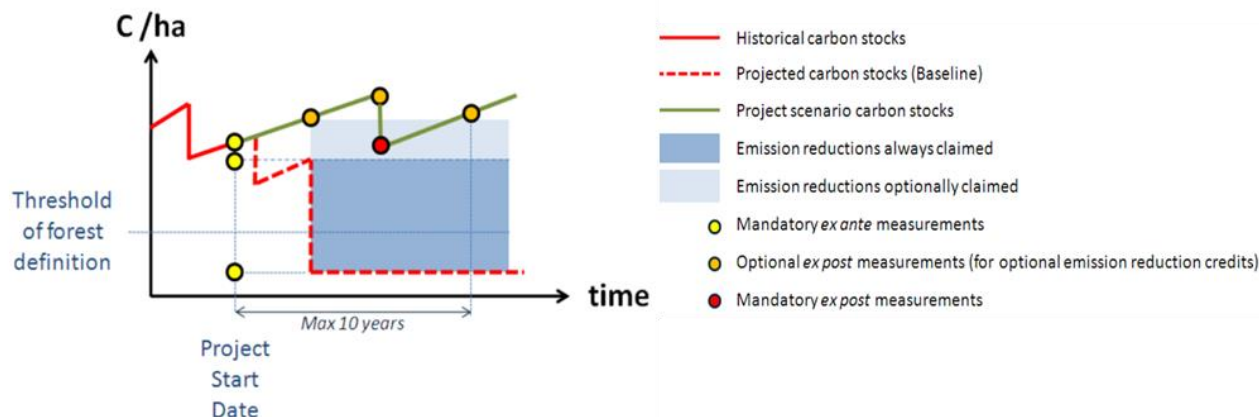 C /ha
Threshold
of forest
definition
time
Max 10 years
Project
Start
Date
Historical carbon stocks
Projected carbon stocks (Baseline)
Project scenario carbon stocks
Emission reductions always claimed
Emission reductions optionally claimed
Mandatory ex ante measurements
Optional ex post measurements (for optional emission reduction credits)
Mandatory ex post measurements